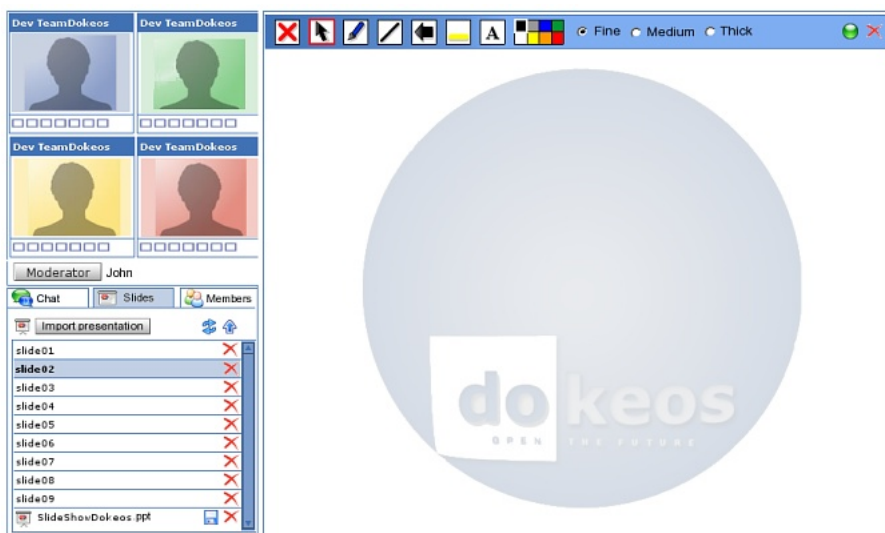 Dev TeamDokeos
Dev TeamDokeos
Dev TeamDokeos
Dev TeamDokeos
Moderator John
Chat
Slides
Members
Import presentation
slide01
slide02
slide03
slide04
slide05
slide06
slide07
slide08
slide09
SlideShowDokeos.ppt
A
Fine
Medium
Thick
dokeos
OPEN THE FUTURE